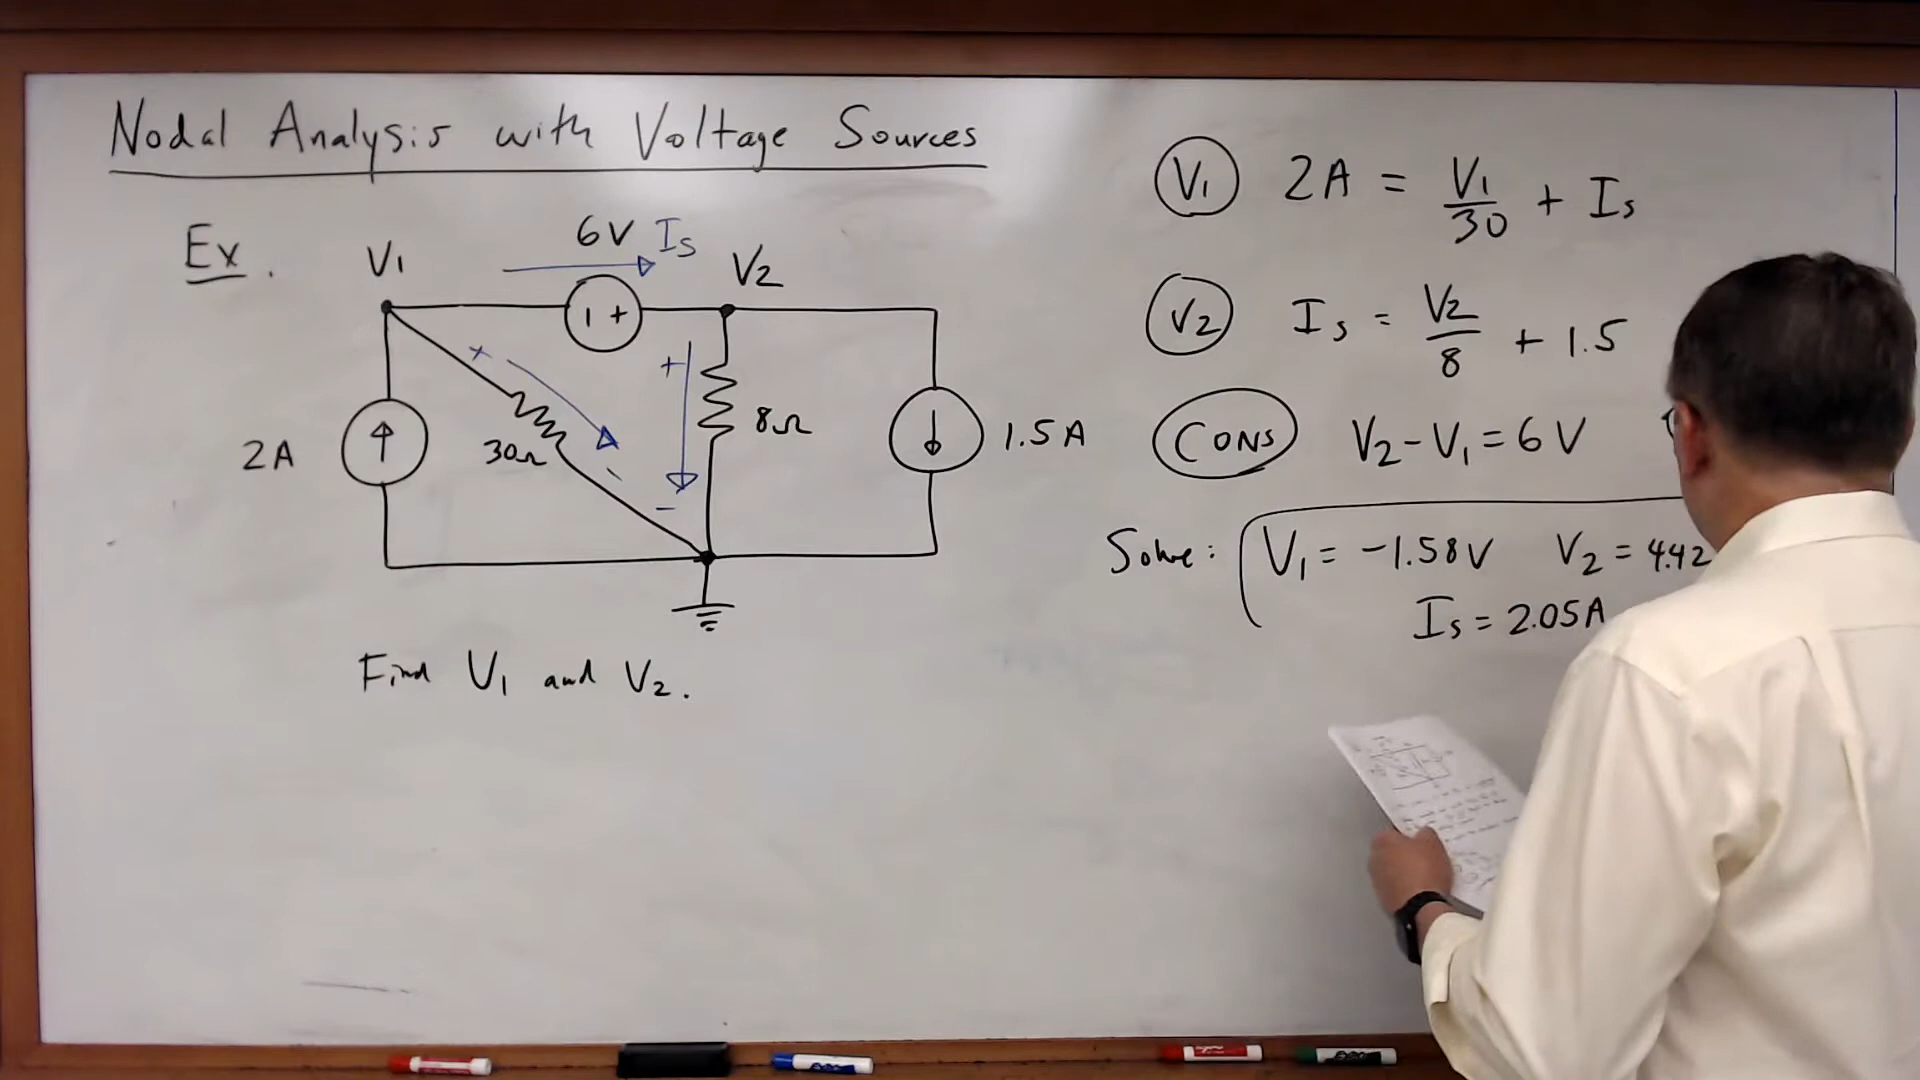 Nodal Analysis with Voltage Sources
Ex.
V1
6V Is
V2
2A
30Ω
8Ω
1.5A
Find V1 and V2.
V1 2A = V1/30 + Is
V2 Is = V2/8 + 1.5
CONS V2-V1=6V
Solve: V1 = -1.58V V2 = 4.42
Is = 2.05A